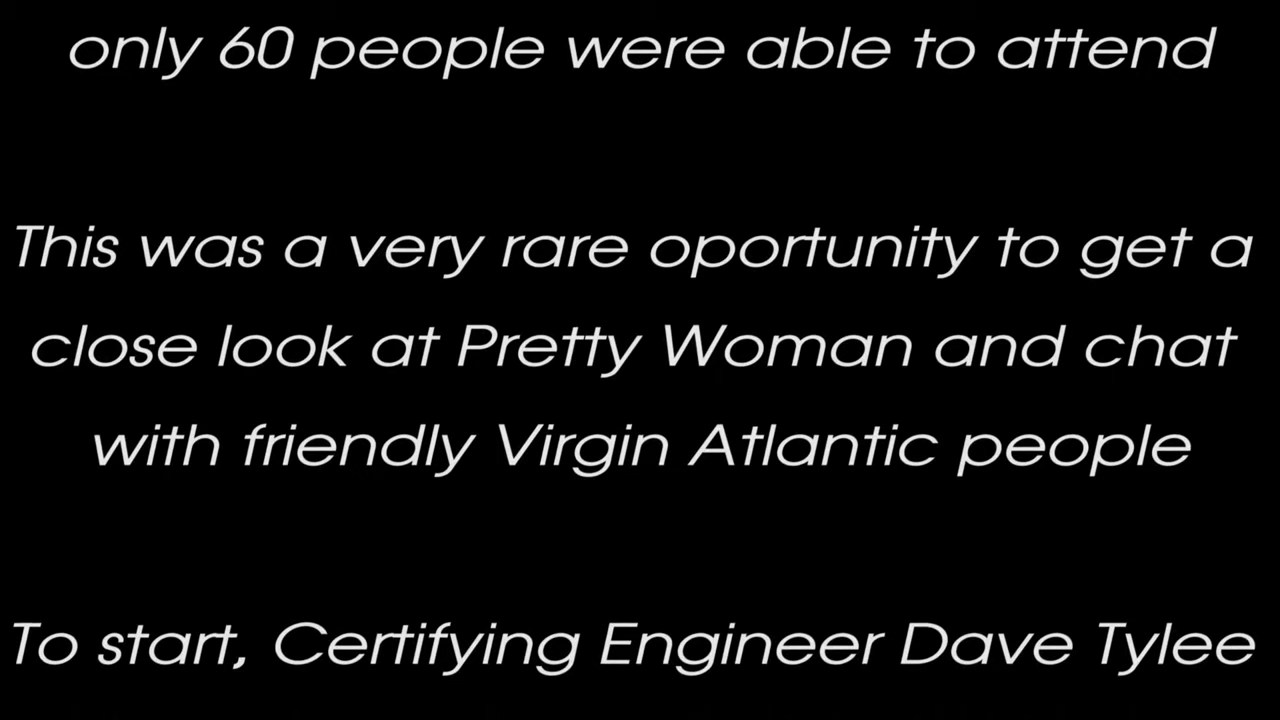 only 60 people were able to attend
This was a very rare oportunity to get a
close look at Pretty Woman and chat
with friendly Virgin Atlantic people
To start, Certifying Engineer Dave Tylee